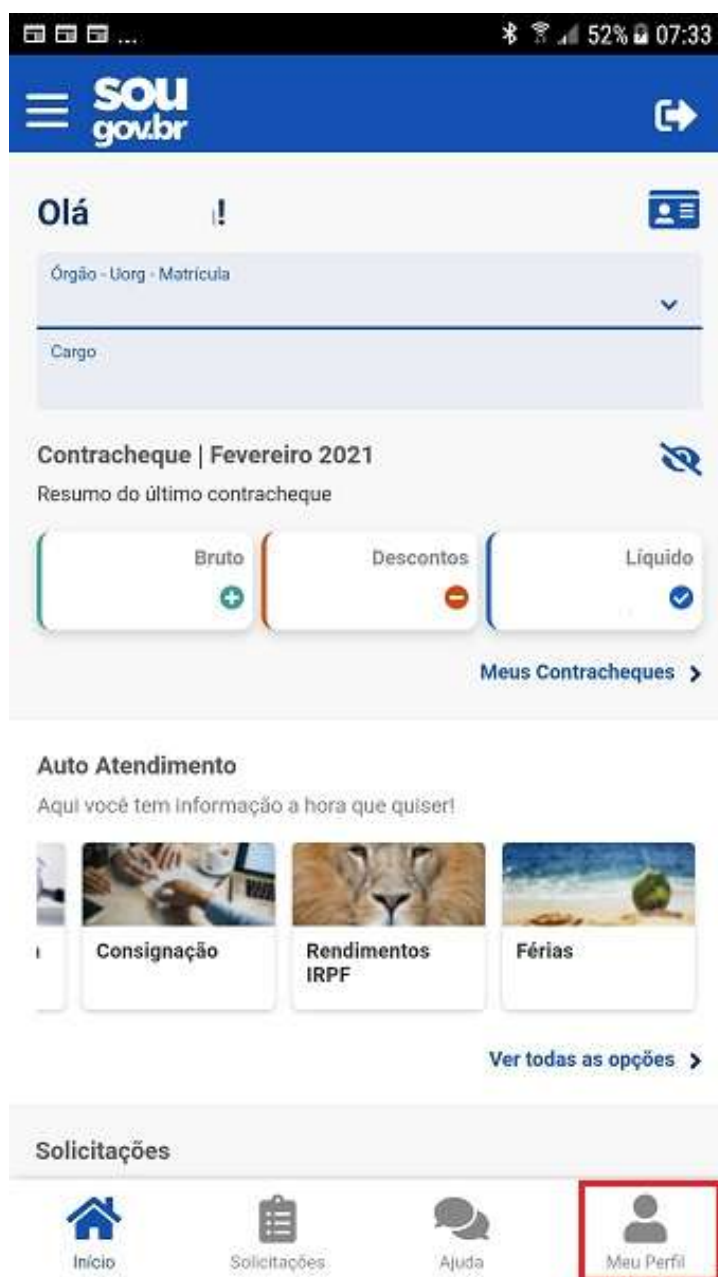 ... 52% 07:33
sou
gov.br
Olá !
Órgão - Uorg - Matrícula
Cargo
Contracheque | Fevereiro 2021
Resumo do último contracheque
Bruto Descontos Líquido
Meus Contracheques
Auto Atendimento
Aqui você tem informação a hora que quiser!
Consignação Rendimentos IRPF Férias
Ver todas as opções
Solicitações
Início Solicitações Ajuda Meu Perfil